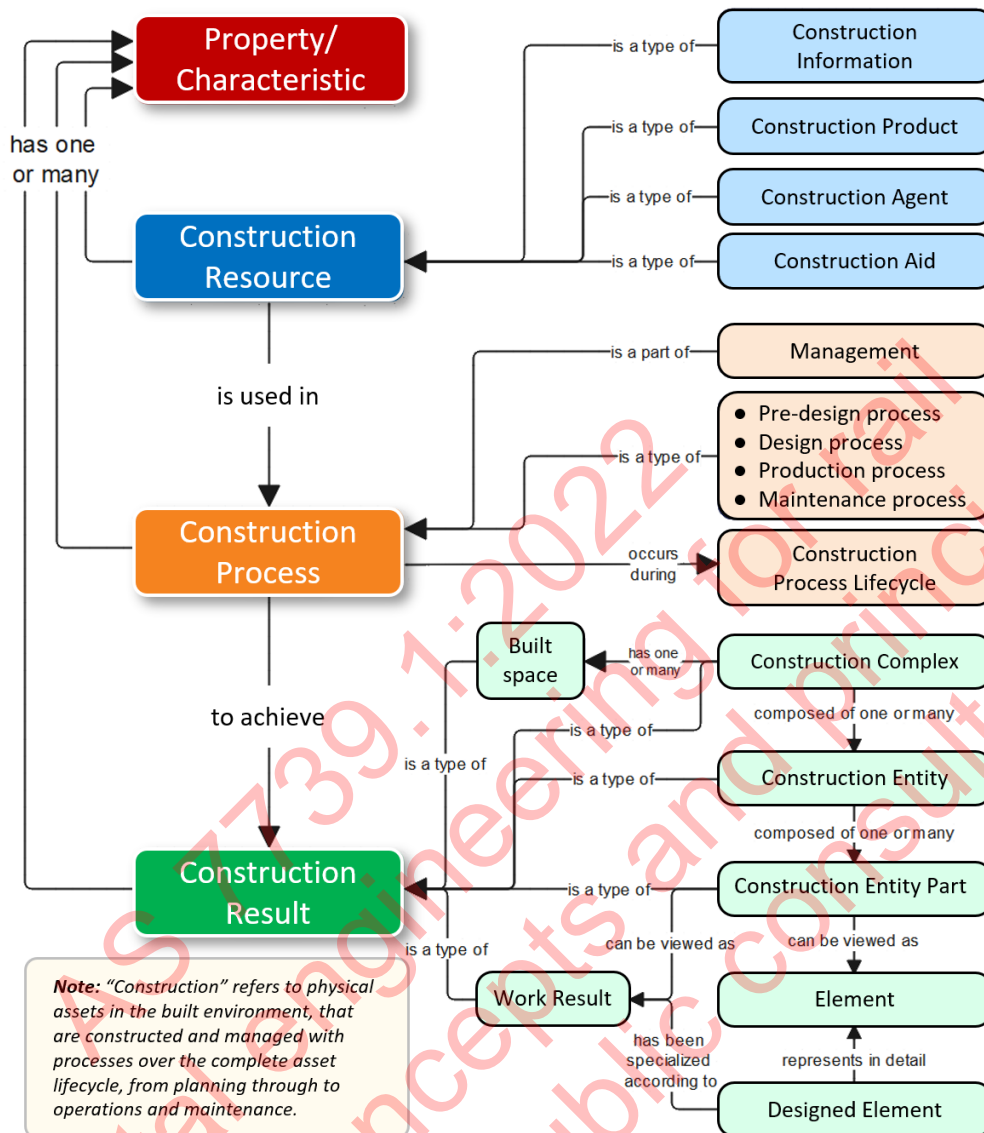 Property/
Characteristic
has one
or many
Construction
Resource
is used in
Construction
Process
to achieve
Construction
Result
is a type of
Construction
Information
is a type of
Construction Product
is a type of
Construction Agent
is a type of
Construction Aid
is a part of
Management
is a type of
● Pre-design process
● Design process
● Production process
● Maintenance process
occurs
during
Construction
Process Lifecycle
Built
space
has one
or many
Construction Complex
is a type of
composed of one or many
is a type of
is a type of
Construction Entity
composed of one or many
is a type of
Construction Entity Part
is a type of
can be viewed as
can be viewed as
Work Result
Element
has been
specialized
according to
represents in detail
Designed Element
Note: “Construction” refers to physical
assets in the built environment, that
are constructed and managed with
processes over the complete asset
lifecycle, from planning through to
operations and maintenance.
AS 7739.1:2022
tal engineering for rail
ncepts and princi
ublic consult